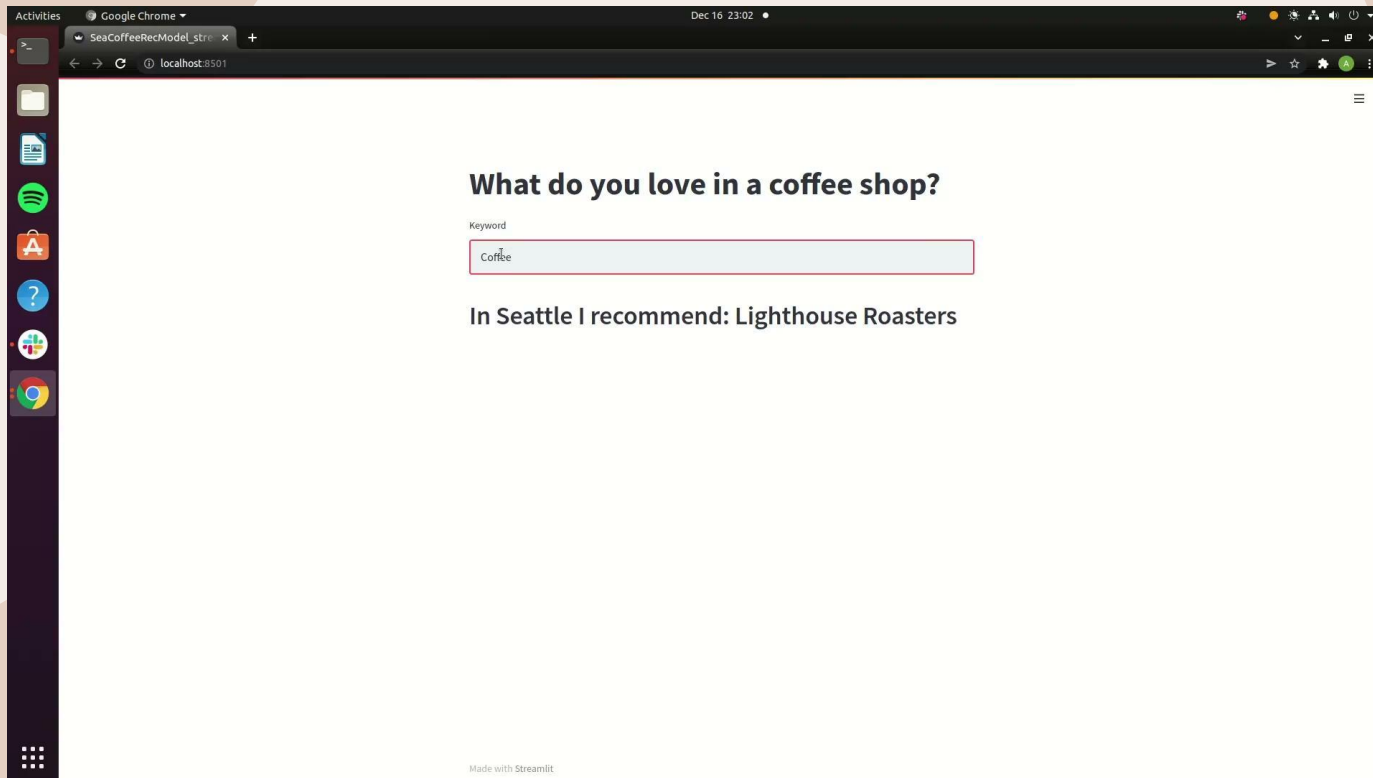 Activities
Google Chrome
Dec 16 23:02
SeaCoffeeRecModel_stre
localhost:8501
A
What do you love in a coffee shop?
Keyword
Coffee
In Seattle I recommend: Lighthouse Roasters
Made with Streamlit